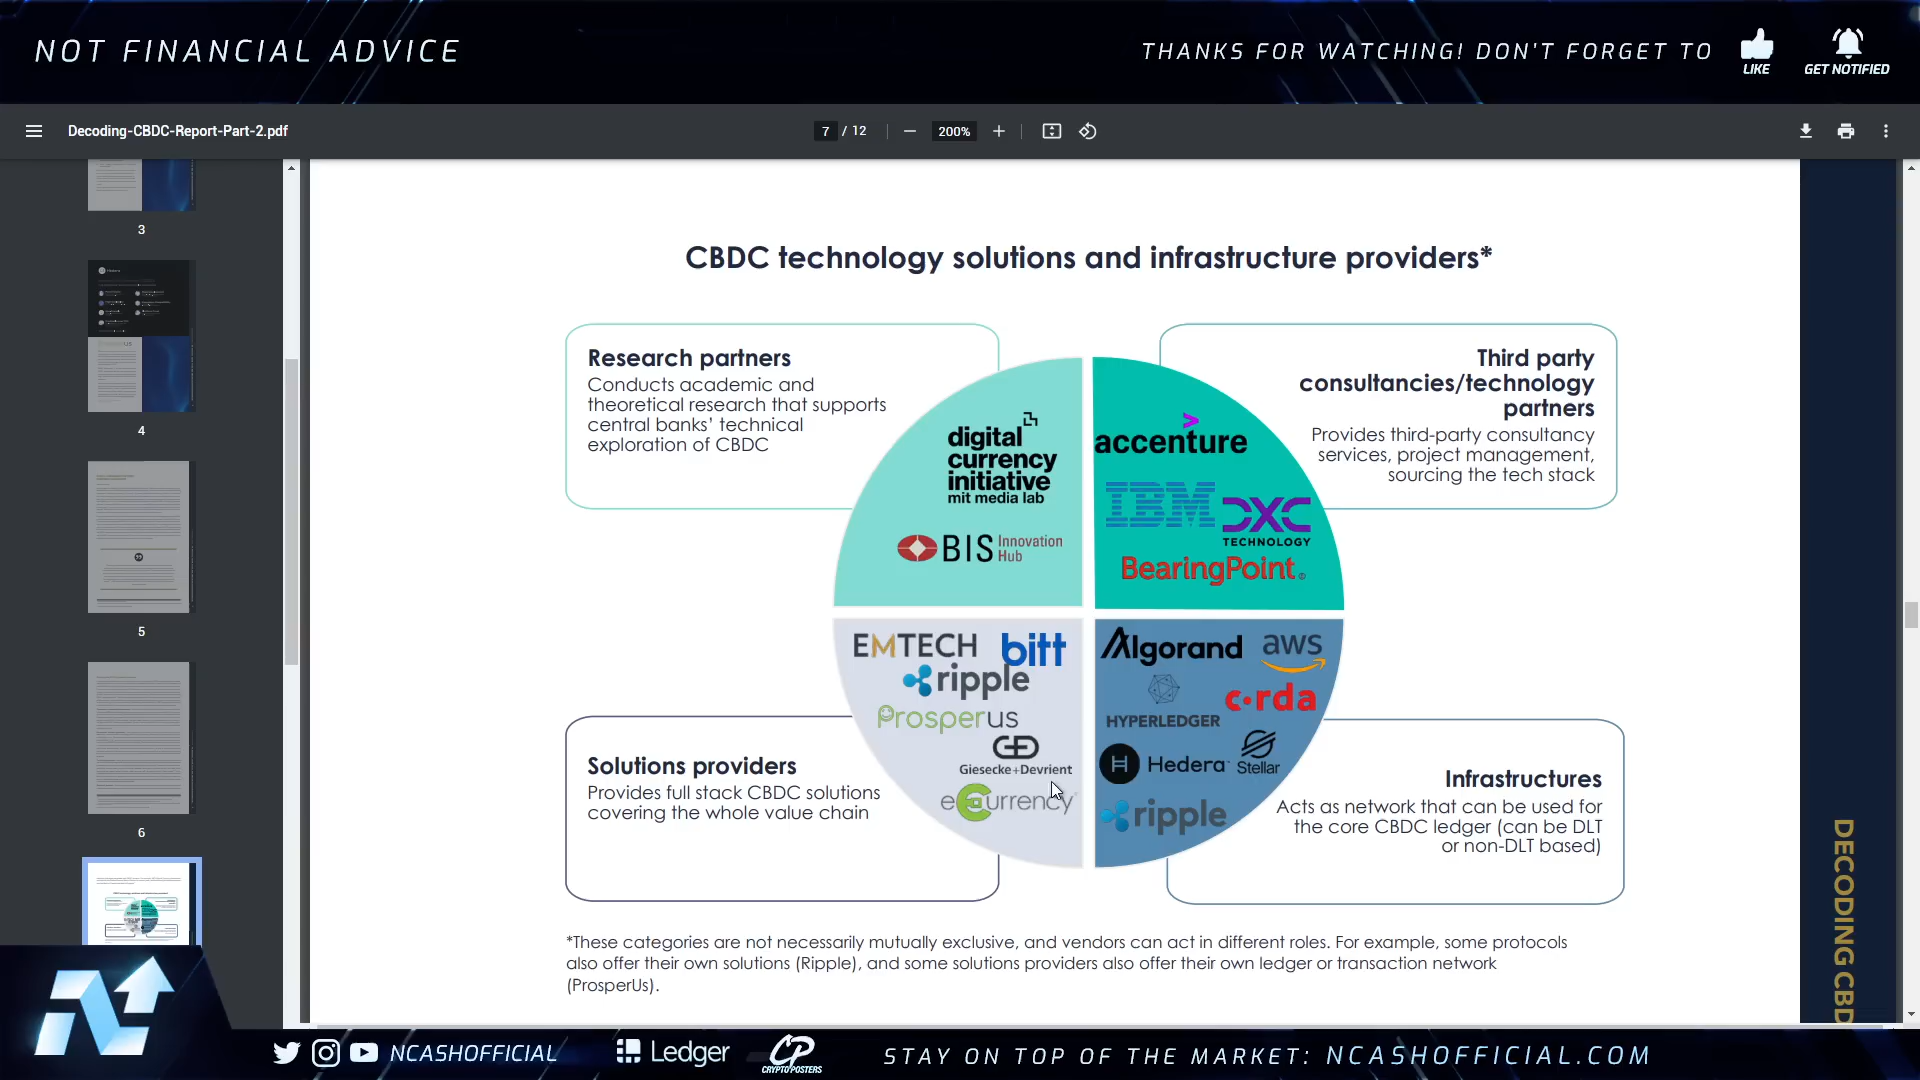 NOT FINANCIAL ADVICE
THANKS FOR WATCHING! DON'T FORGET TO
LIKE
GET NOTIFIED
Decoding-CBDC-Report-Part-2.pdf
7 / 12
200%
3
4
5
6
CBDC technology solutions and infrastructure providers*
Research partners
Conducts academic and
theoretical research that supports
central banks' technical
exploration of CBDC
Third party
consultancies/technology
partners
Provides third-party consultancy
services, project management,
sourcing the tech stack
digital
currency
initiative
mit media lab
BIS Innovation
Hub
accenture
IBM
DXC
TECHNOLOGY
BearingPoint®
EMTECH
bitt
ripple
Prosperus
G+D
Giesecke+Devrient
eCurrency
Algorand
aws
HYPERLEDGER
c·rda
Hedera
Stellar
ripple
Solutions providers
Provides full stack CBDC solutions
covering the whole value chain
Infrastructures
Acts as network that can be used for
the core CBDC ledger (can be DLT
or non-DLT based)
*These categories are not necessarily mutually exclusive, and vendors can act in different roles. For example, some protocols
also offer their own solutions (Ripple), and some solutions providers also offer their own ledger or transaction network
(ProsperUs).
DECODING CBD
NCASHOFFICIAL
Ledger
CP
CRYPTO POSTERS
STAY ON TOP OF THE MARKET: NCASHOFFICIAL.COM